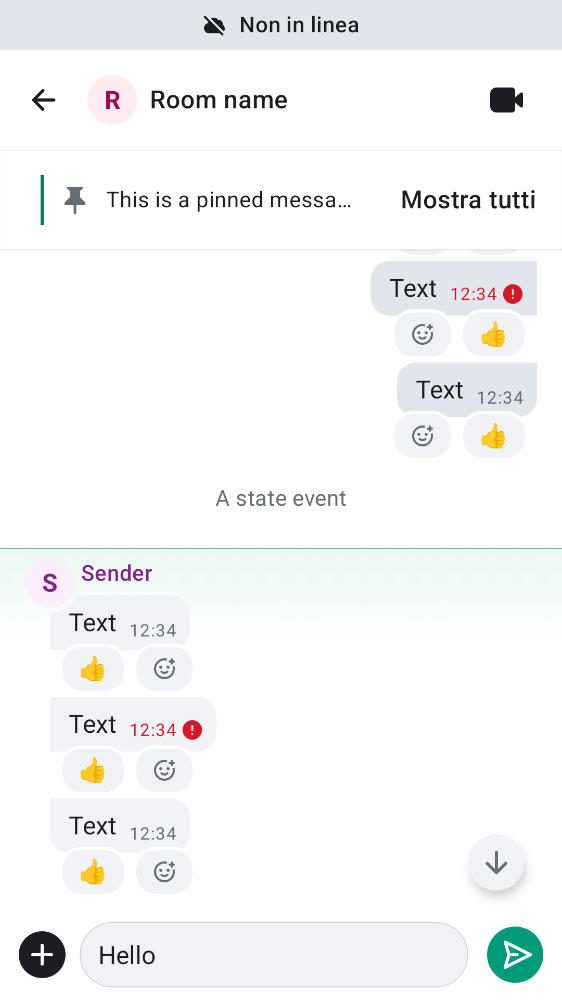 Non in linea
R Room name
This is a pinned messa... Mostra tutti
Text 12:34
Text 12:34
A state event
S Sender
Text 12:34
Text 12:34
Text 12:34
Hello